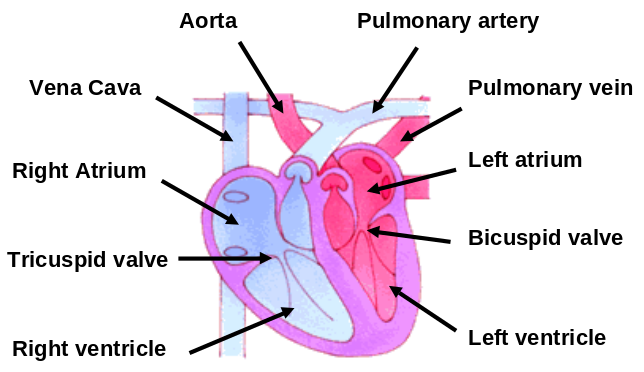 Aorta
Pulmonary artery
Vena Cava
Pulmonary vein
Right Atrium
Left atrium
Tricuspid valve
Bicuspid valve
Right ventricle
Left ventricle